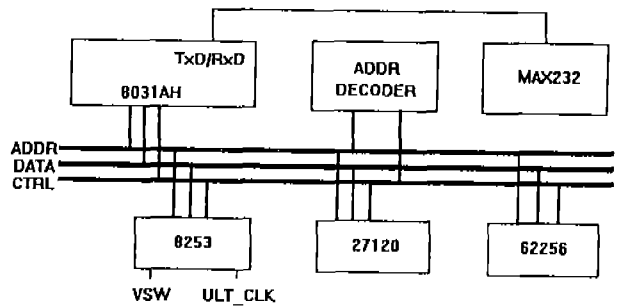 TxD/RxD
8031AH
ADDR
DECODER
MAX232
ADDR
DATA
CTRL
8253
27120
62256
VSW
ULT_CLK